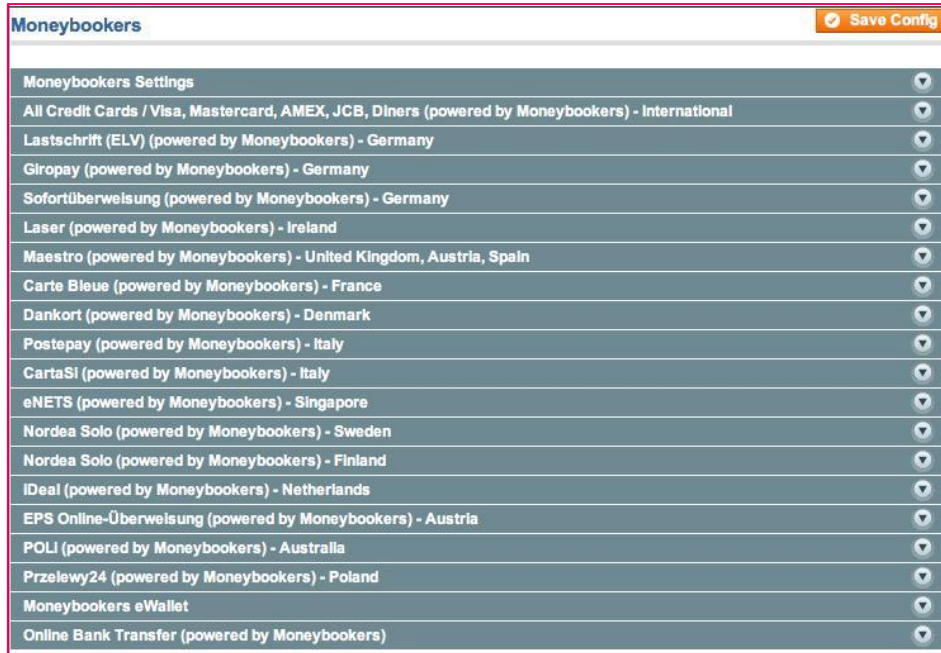 Moneybookers
Save Config
Moneybookers Settings
All Credit Cards / Visa, Mastercard, AMEX, JCB, Diners (powered by Moneybookers) - International
Lastschrift (ELV) (powered by Moneybookers) - Germany
Giropay (powered by Moneybookers) - Germany
Sofortüberweisung (powered by Moneybookers) - Germany
Laser (powered by Moneybookers) - Ireland
Maestro (powered by Moneybookers) - United Kingdom, Austria, Spain
Carte Bleue (powered by Moneybookers) - France
Dankort (powered by Moneybookers) - Denmark
Postepay (powered by Moneybookers) - Italy
CartaSi (powered by Moneybookers) - Italy
eNETS (powered by Moneybookers) - Singapore
Nordea Solo (powered by Moneybookers) - Sweden
Nordea Solo (powered by Moneybookers) - Finland
iDeal (powered by Moneybookers) - Netherlands
EPS Online-Überweisung (powered by Moneybookers) - Austria
POLi (powered by Moneybookers) - Australia
Przelewy24 (powered by Moneybookers) - Poland
Moneybookers eWallet
Online Bank Transfer (powered by Moneybookers)